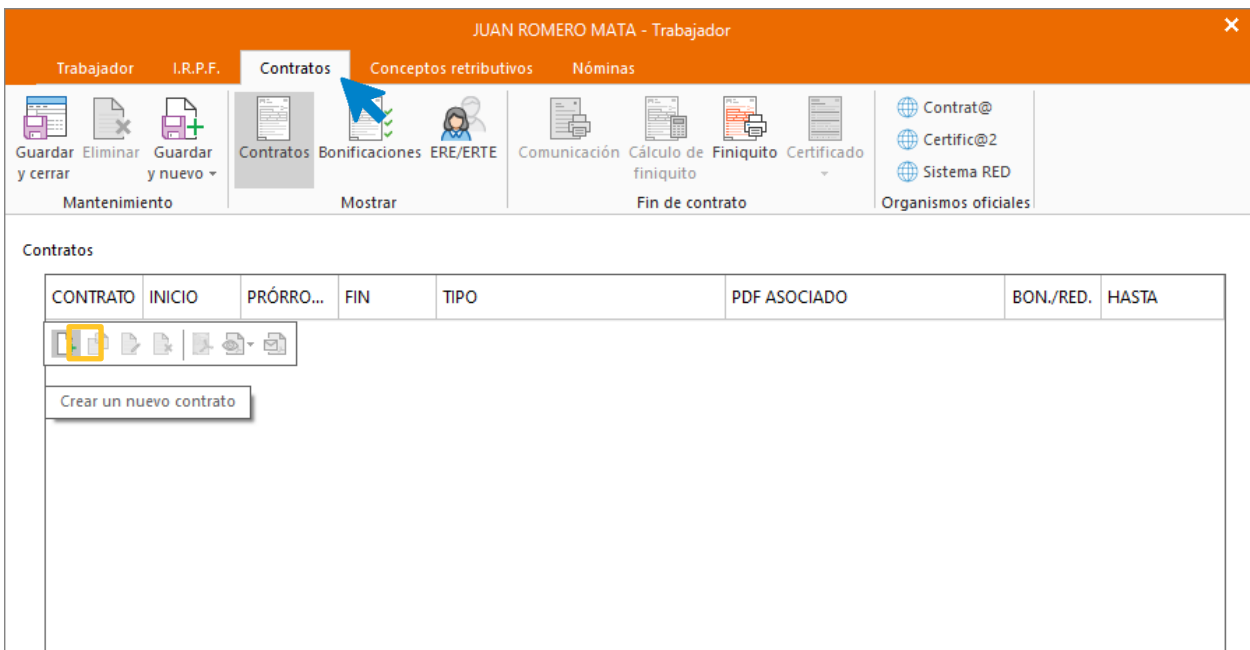 JUAN ROMERO MATA - Trabajador
Trabajador I.R.P.F. Contratos Conceptos retributivos Nóminas
Guardar y cerrar
Eliminar
Guardar y nuevo
Contratos
Bonificaciones
ERE/ERTE
Comunicación
Cálculo de finiquito
Finiquito
Certificado
Contrat@
Certific@2
Sistema RED
Mantenimiento Mostrar Fin de contrato Organismos oficiales
Contratos
CONTRATO INICIO PRÓRRO... FIN TIPO PDF ASOCIADO BON./RED. HASTA
Crear un nuevo contrato